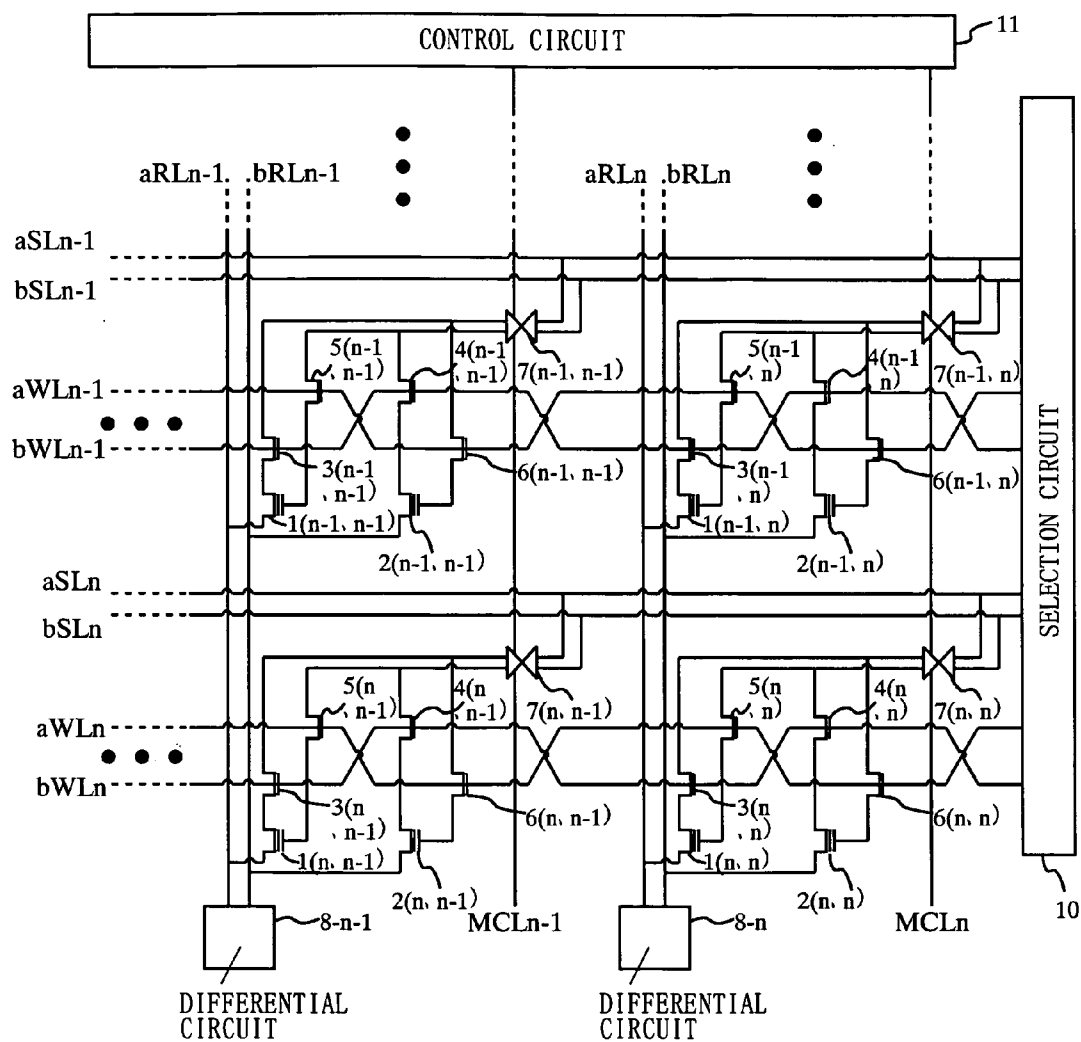 CONTROL CIRCUIT
11
aRLn-1
bRLn-1
aRLn
bRLn
aSLn-1
bSLn-1
5(n-1
、n-1)
4(n-1
、n-1)
7(n-1、n-1)
5(n-1
、n)
4(n-1
、n)
7(n-1、n)
aWLn-1
bWLn-1
3(n-1
、n-1)
6(n-1、n-1)
3(n-1
、n)
6(n-1、n)
1(n-1、n-1)
2(n-1、n-1)
1(n-1、n)
2(n-1、n)
SELECTION CIRCUIT
aSLn
bSLn
5(n
、n-1)
4(n
、n-1)
7(n、n-1)
5(n
、n)
4(n
、n)
7(n、n)
aWLn
bWLn
3(n
、n-1)
6(n、n-1)
3(n
、n)
6(n、n)
1(n、n-1)
2(n、n-1)
1(n、n)
2(n、n)
10
8-n-1
MCLn-1
8-n
MCLn
DIFFERENTIAL
CIRCUIT
DIFFERENTIAL
CIRCUIT